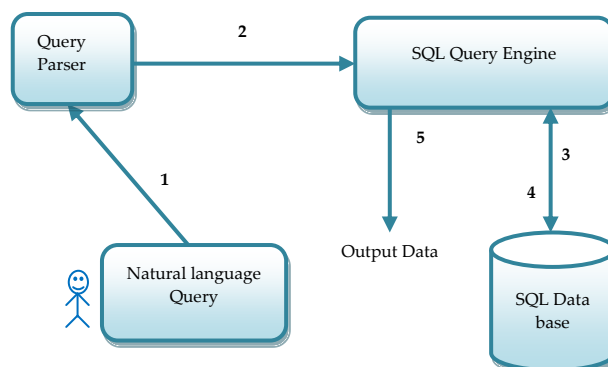 Query
Parser
2
SQL Query Engine
1
5
3
4
Output Data
Natural language
Query
SQL Data
base